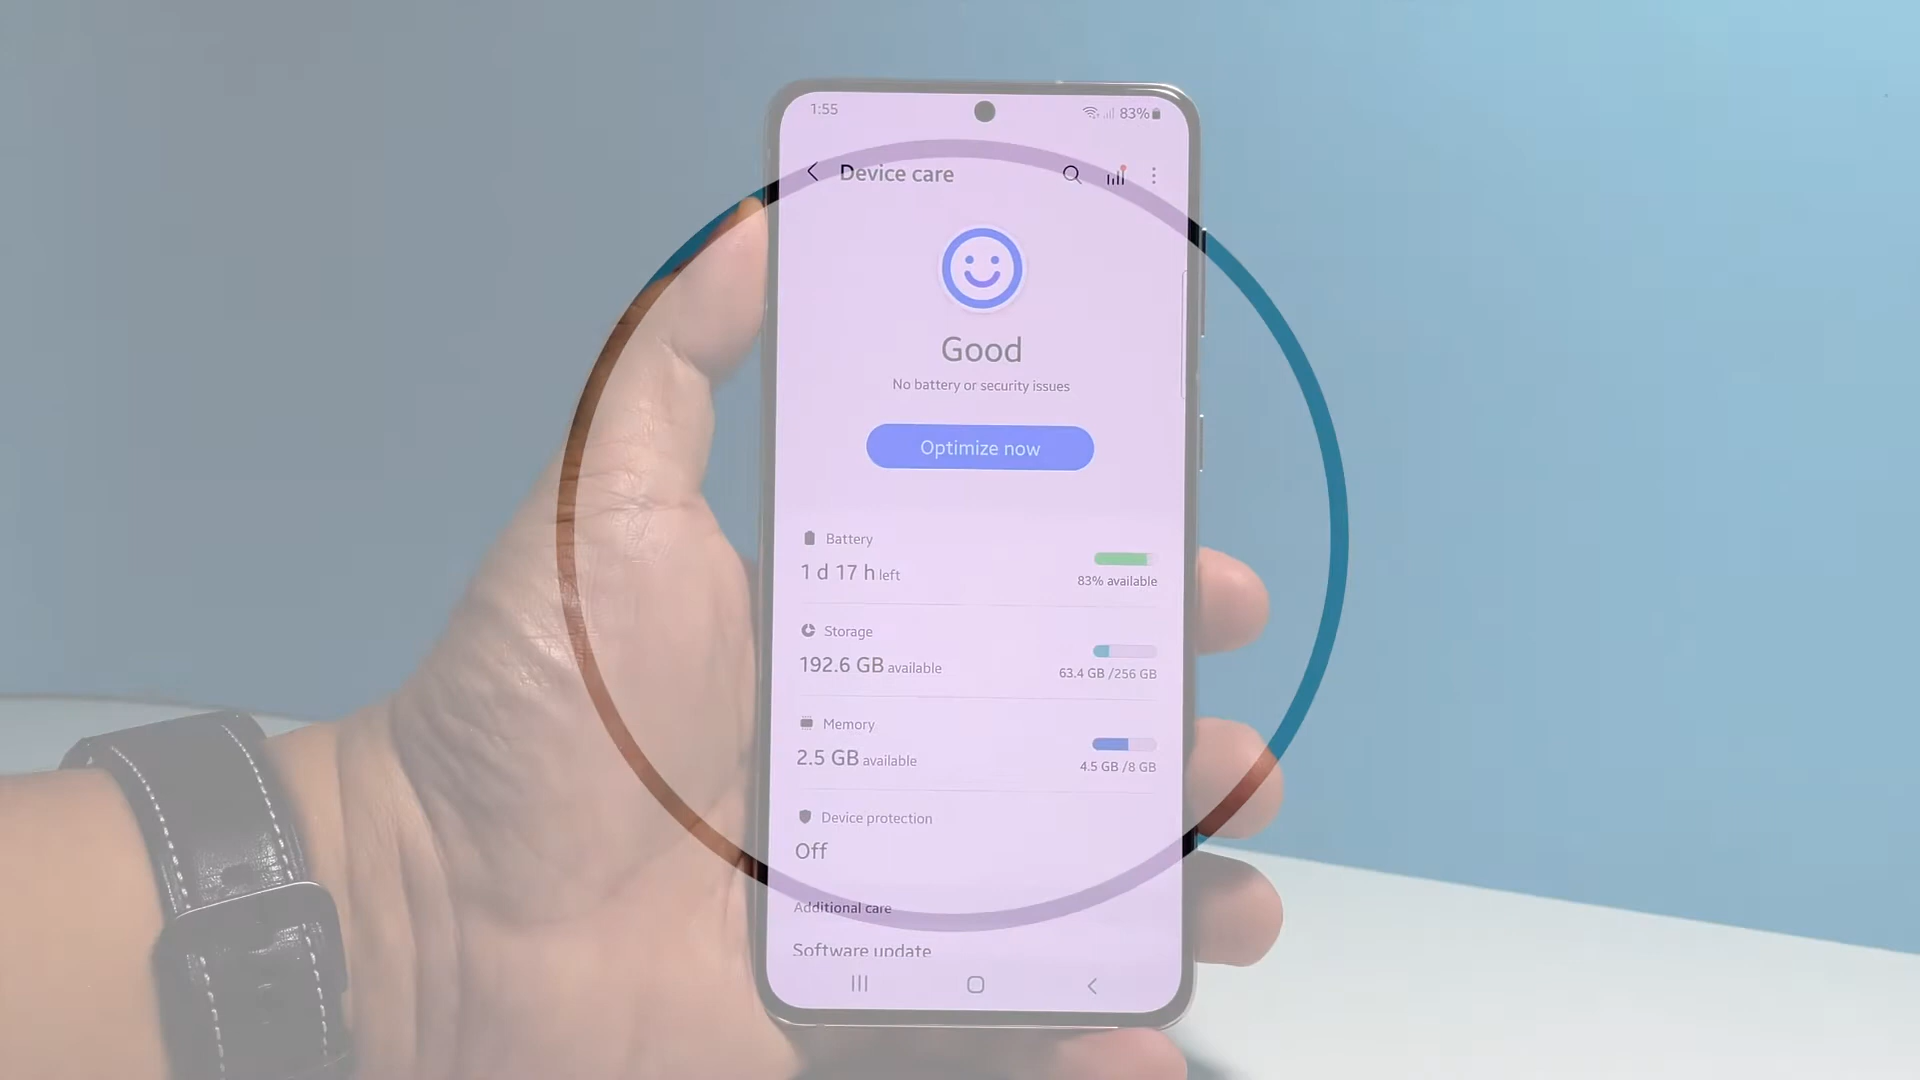 1:55
83%
Device care
Good
No battery or security issues
Optimize now
Battery
1 d 17 h left
83% available
Storage
192.6 GB available
63.4 GB /256 GB
Memory
2.5 GB available
4.5 GB /8 GB
Device protection
Off
Additional care
Software update